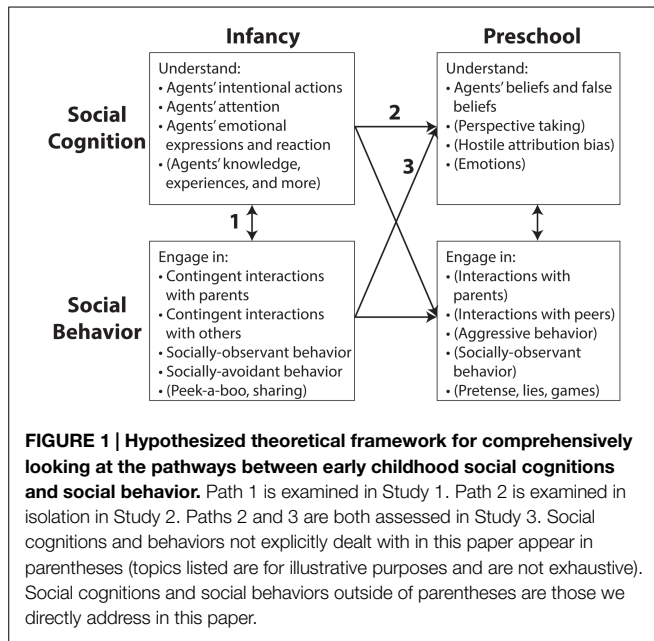 Infancy
Preschool
Social
Cognition
Understand:
• Agents' intentional actions
• Agents' attention
• Agents' emotional
expressions and reaction
• (Agents' knowledge,
experiences, and more)
2
3
Understand:
• Agents' beliefs and false
beliefs
• (Perspective taking)
• (Hostile attribution bias)
• (Emotions)
1
Social
Behavior
Engage in:
• Contingent interactions
with parents
• Contingent interactions
with others
• Socially-observant behavior
• Socially-avoidant behavior
• (Peek-a-boo, sharing)
Engage in:
• (Interactions with
parents)
• (Interactions with peers)
• (Aggressive behavior)
• (Socially-observant
behavior)
• (Pretense, lies, games)
FIGURE 1 | Hypothesized theoretical framework for comprehensively
looking at the pathways between early childhood social cognitions
and social behavior. Path 1 is examined in Study 1. Path 2 is examined in
isolation in Study 2. Paths 2 and 3 are both assessed in Study 3. Social
cognitions and behaviors not explicitly dealt with in this paper appear in
parentheses (topics listed are for illustrative purposes and are not exhaustive).
Social cognitions and social behaviors outside of parentheses are those we
directly address in this paper.